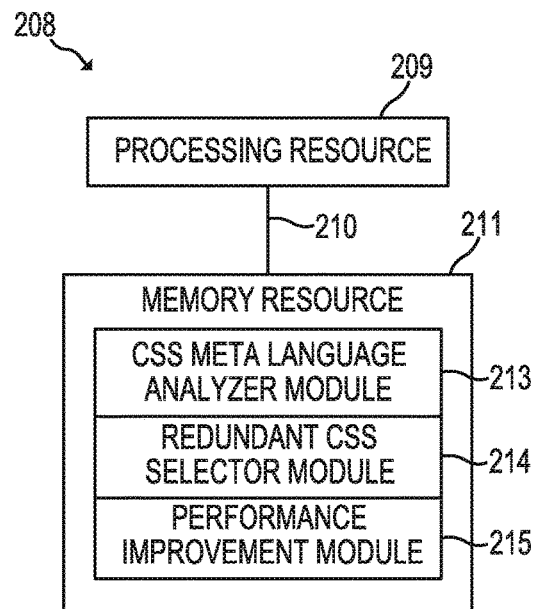 208
209
PROCESSING RESOURCE
210
211
MEMORY RESOURCE
CSS META LANGUAGE
ANALYZER MODULE
213
REDUNDANT CSS
SELECTOR MODULE
214
PERFORMANCE
IMPROVEMENT MODULE
215